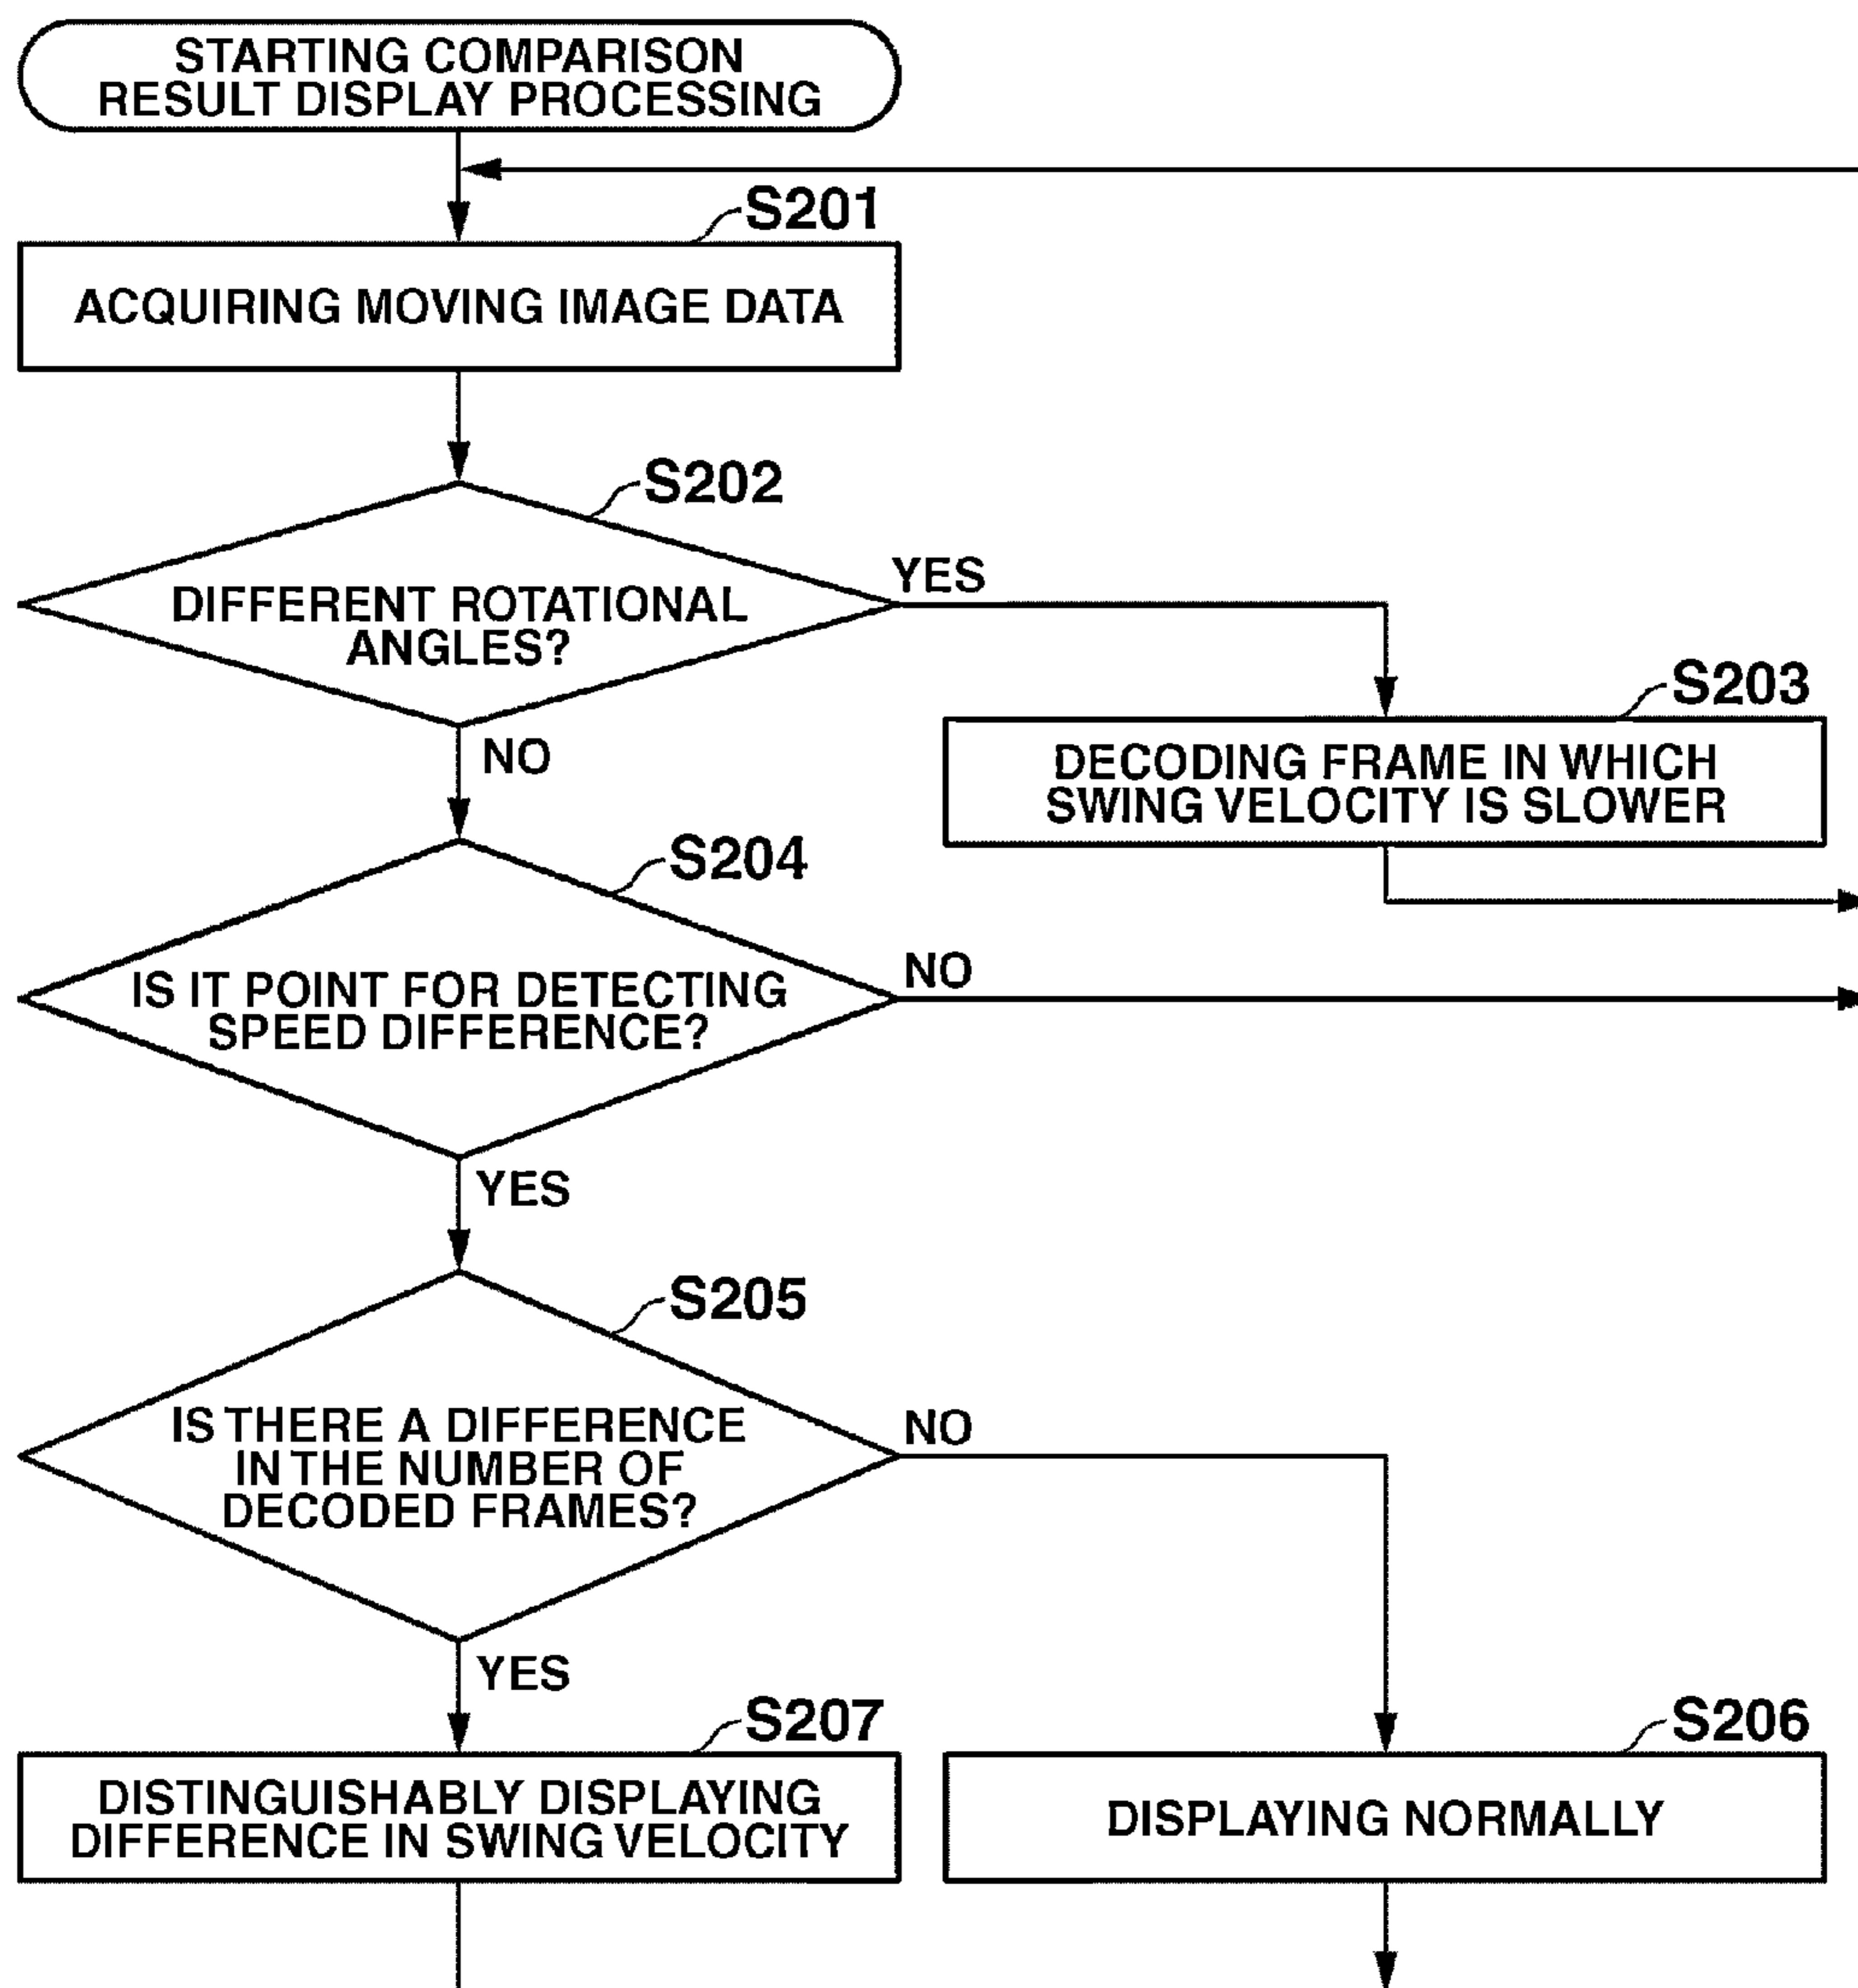 STARTING COMPARISON
RESULT DISPLAY PROCESSING
S201
ACQUIRING MOVING IMAGE DATA
S202
DIFFERENT ROTATIONAL
ANGLES?
YES
NO
S203
DECODING FRAME IN WHICH
SWING VELOCITY IS SLOWER
S204
IS IT POINT FOR DETECTING
SPEED DIFFERENCE?
NO
YES
S205
IS THERE A DIFFERENCE
IN THE NUMBER OF
DECODED FRAMES?
NO
YES
S207
DISTINGUISHABLY DISPLAYING
DIFFERENCE IN SWING VELOCITY
S206
DISPLAYING NORMALLY